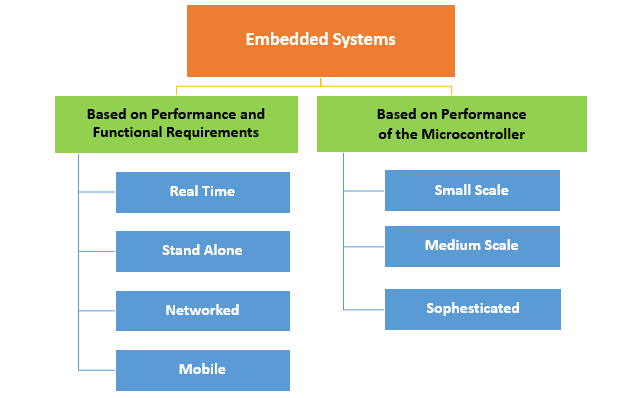 Embedded Systems
Based on Performance and
Functional Requirements
Real Time
Stand Alone
Networked
Mobile
Based on Performance
of the Microcontroller
Small Scale
Medium Scale
Sophesticated